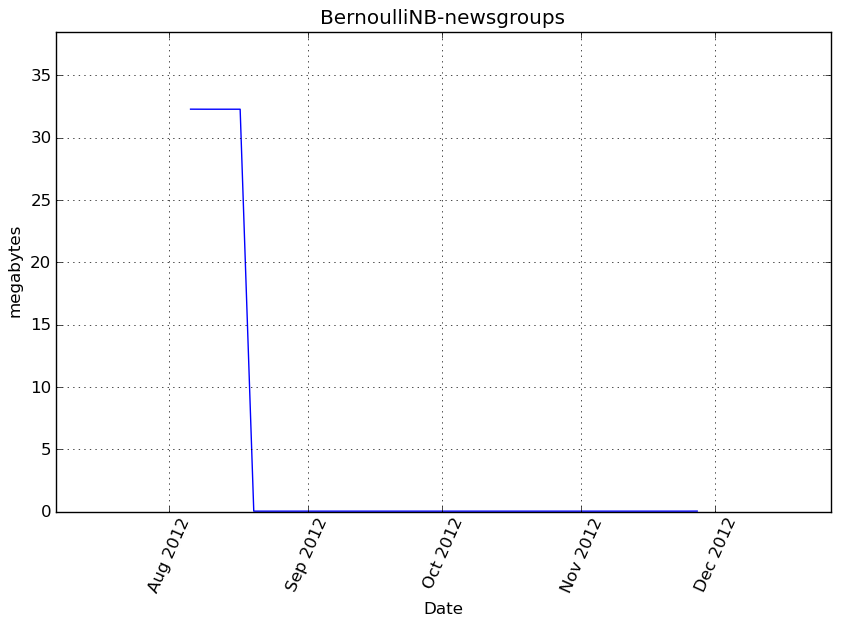 BernoulliNB-newsgroups
megabytes
35
30
25
20
15
10
5
0
Aug 2012
Sep 2012
Oct 2012
Nov 2012
Dec 2012
Date